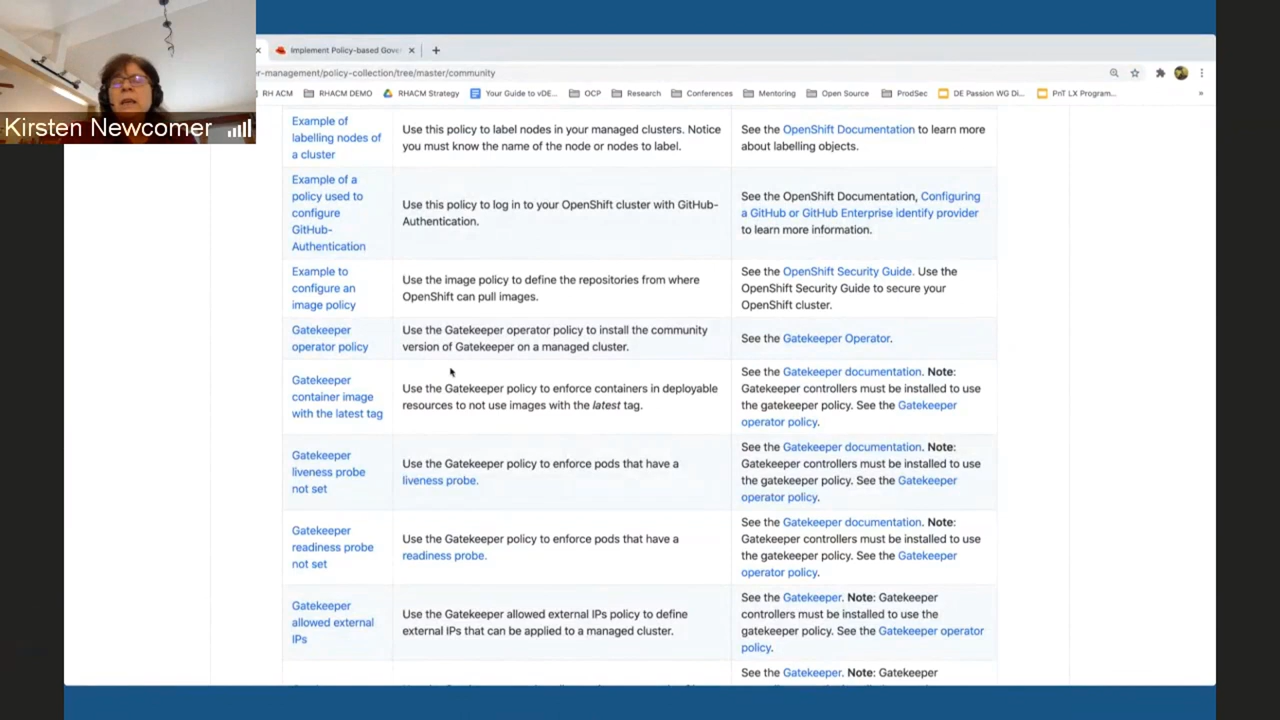 Kirsten Newcomer
Implement Policy-based Gove
r-management/policy-collection/tree/master/community
RH ACM
RHACM DEMO
RHACM Strategy
Your Guide to vDE...
OCP
Research
Conferences
Mentoring
Open Source
ProdSec
DE Passion WG Di...
PnT LX Program...
Example of
labelling nodes of
a cluster
Use this policy to label nodes in your managed clusters. Notice
you must know the name of the node or nodes to label.
See the OpenShift Documentation to learn more
about labelling objects.
Example of a
policy used to
configure
GitHub-
Authentication
Use this policy to log in to your OpenShift cluster with GitHub-
Authentication.
See the OpenShift Documentation, Configuring
a GitHub or GitHub Enterprise identify provider
to learn more information.
Example to
configure an
image policy
Use the image policy to define the repositories from where
OpenShift can pull images.
See the OpenShift Security Guide. Use the
OpenShift Security Guide to secure your
OpenShift cluster.
Gatekeeper
operator policy
Use the Gatekeeper operator policy to install the community
version of Gatekeeper on a managed cluster.
See the Gatekeeper Operator.
Gatekeeper
container image
with the latest tag
Use the Gatekeeper policy to enforce containers in deployable
resources to not use images with the latest tag.
See the Gatekeeper documentation. Note:
Gatekeeper controllers must be installed to use
the gatekeeper policy. See the Gatekeeper
operator policy.
Gatekeeper
liveness probe
not set
Use the Gatekeeper policy to enforce pods that have a
liveness probe.
See the Gatekeeper documentation. Note:
Gatekeeper controllers must be installed to use
the gatekeeper policy. See the Gatekeeper
operator policy.
Gatekeeper
readiness probe
not set
Use the Gatekeeper policy to enforce pods that have a
readiness probe.
See the Gatekeeper documentation. Note:
Gatekeeper controllers must be installed to use
the gatekeeper policy. See the Gatekeeper
operator policy.
Gatekeeper
allowed external
IPs
Use the Gatekeeper allowed external IPs policy to define
external IPs that can be applied to a managed cluster.
See the Gatekeeper. Note: Gatekeeper
controllers must be installed to use the
gatekeeper policy. See the Gatekeeper operator
policy.
See the Gatekeeper. Note: Gatekeeper